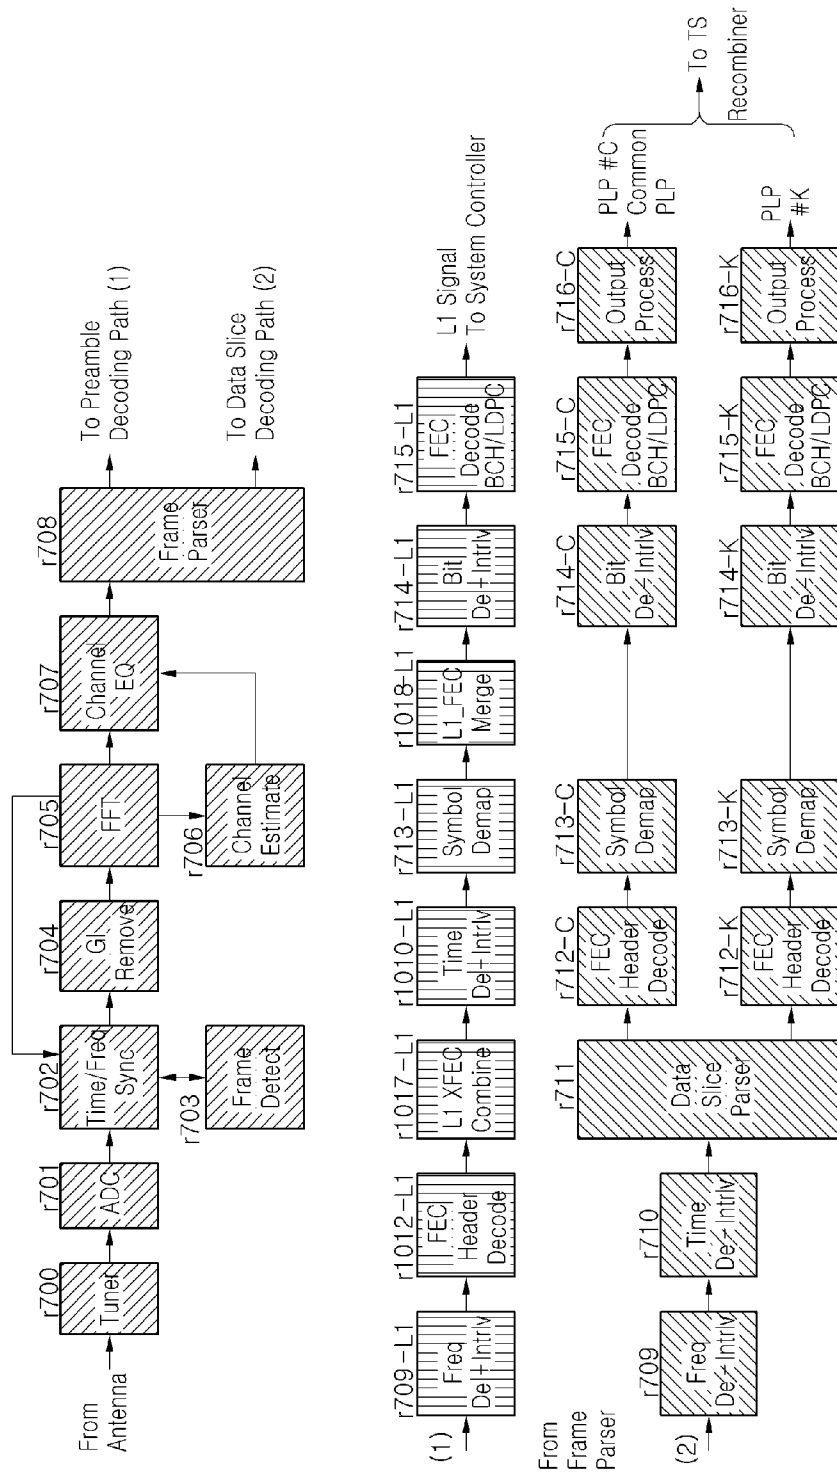 From
Antenna
r700
Tuner
r701
ADC
r702
Time/Freq
Sync
r703
Frame
Detect
r704
GI
Remove
r705
FFT
r706
Channel
Estimate
r707
Channel
EQ
r708
Frame
Parser
To Preamble
Decoding Path (1)
To Data Slice
Decoding Path (2)
(1)
r709-L1
Freq
De-Intrlv
r1012-L1
FEC
Header
Decode
r1017-L1
L1 XFEC
Combine
r1010-L1
Time
De-Intrlv
r713-L1
Symbol
Demap
r1018-L1
L1_FEC
Merge
r714-L1
Bit
De-Intrlv
r715-L1
FEC
Decode
BCH/LDPC
L1 Signal
To System Controller
From
Frame
Parser
(2)
r709
Freq
De-Intrlv
r710
Time
De-Intrlv
r711
Data
Slice
Parser
r712-C
FEC
Header
Decode
r713-C
Symbol
Demap
r714-C
Bit
De-Intrlv
r715-C
FEC
Decode
BCH/LDPC
r716-C
Output
Process
PLP #C
Common
PLP
r712-K
FEC
Header
Decode
r713-K
Symbol
Demap
r714-K
Bit
De-Intrlv
r715-K
FEC
Decode
BCH/LDPC
r716-K
Output
Process
PLP
#K
To TS
Recombiner